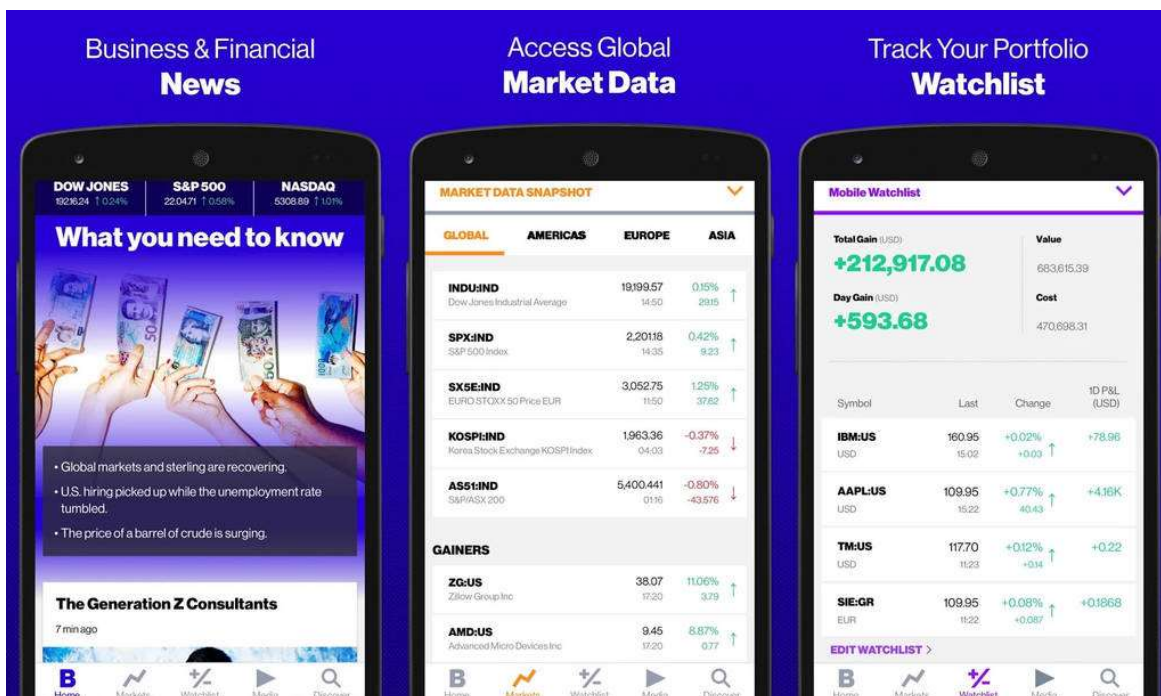 Business & Financial
News
DOW JONES
19216.24 ↑ 0.24%
S&P 500
2204.71 ↑ 0.58%
NASDAQ
5308.89 ↑ 1.01%
What you need to know
• Global markets and sterling are recovering.
• U.S. hiring picked up while the unemployment rate
tumbled.
• The price of a barrel of crude is surging.
The Generation Z Consultants
7 min ago
B
Home
Markets
Watchlist
Media
Discover
Access Global
Market Data
MARKET DATA SNAPSHOT
GLOBAL AMERICAS EUROPE ASIA
INDU:IND 19,199.57 0.15% ↑
Dow Jones Industrial Average 14:50 29.15
SPX:IND 2,201.18 0.42% ↑
S&P 500 Index 14:35 9.23
SX5E:IND 3,052.75 1.25% ↑
EURO STOXX 50 Price EUR 11:50 37.62
KOSPI:IND 1,963.36 -0.37% ↓
Korea Stock Exchange KOSPI Index 04:03 -7.25
AS51:IND 5,400.441 -0.80% ↓
S&P/ASX 200 01:16 -43.576
GAINERS
ZG:US 38.07 11.06% ↑
Zillow Group Inc 17:20 3.79
AMD:US 9.45 8.87% ↑
Advanced Micro Devices Inc 17:20 0.77
B
Home
Markets
Watchlist
Media
Discover
Track Your Portfolio
Watchlist
Mobile Watchlist
Total Gain (USD) Value
+212,917.08 683,615.39
Day Gain (USD) Cost
+593.68 470,698.31
1D P&L
Symbol Last Change (USD)
IBM:US 160.95 +0.02% ↑ +78.96
USD 15:02 +0.03
AAPL:US 109.95 +0.77% ↑ +4.16K
USD 15:22 40.43
TM:US 117.70 +0.12% ↑ +0.22
USD 11:23 +0.14
SIE:GR 109.95 +0.08% ↑ +0.1868
EUR 11:22 +0.087
EDIT WATCHLIST >
B
Home
Markets
Watchlist
Media
Discover